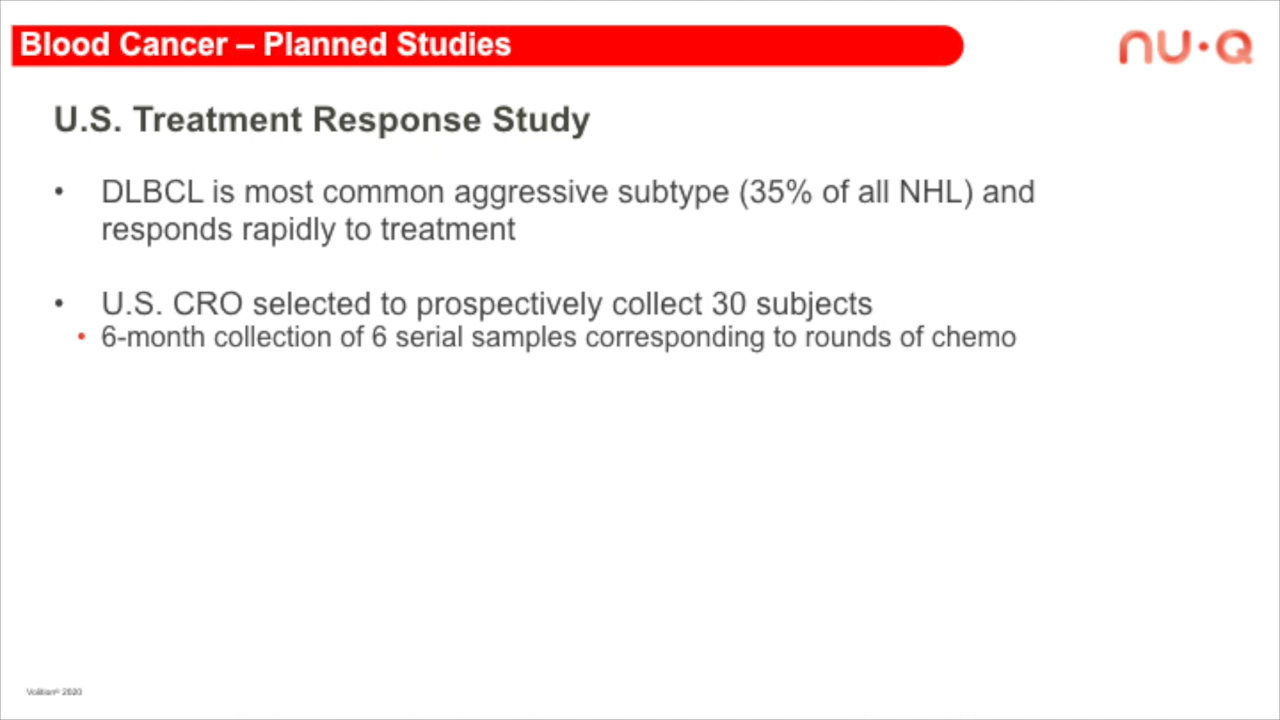 Blood Cancer – Planned Studies
nu·Q
U.S. Treatment Response Study
• DLBCL is most common aggressive subtype (35% of all NHL) and
responds rapidly to treatment
• U.S. CRO selected to prospectively collect 30 subjects
• 6-month collection of 6 serial samples corresponding to rounds of chemo
Volition® 2020